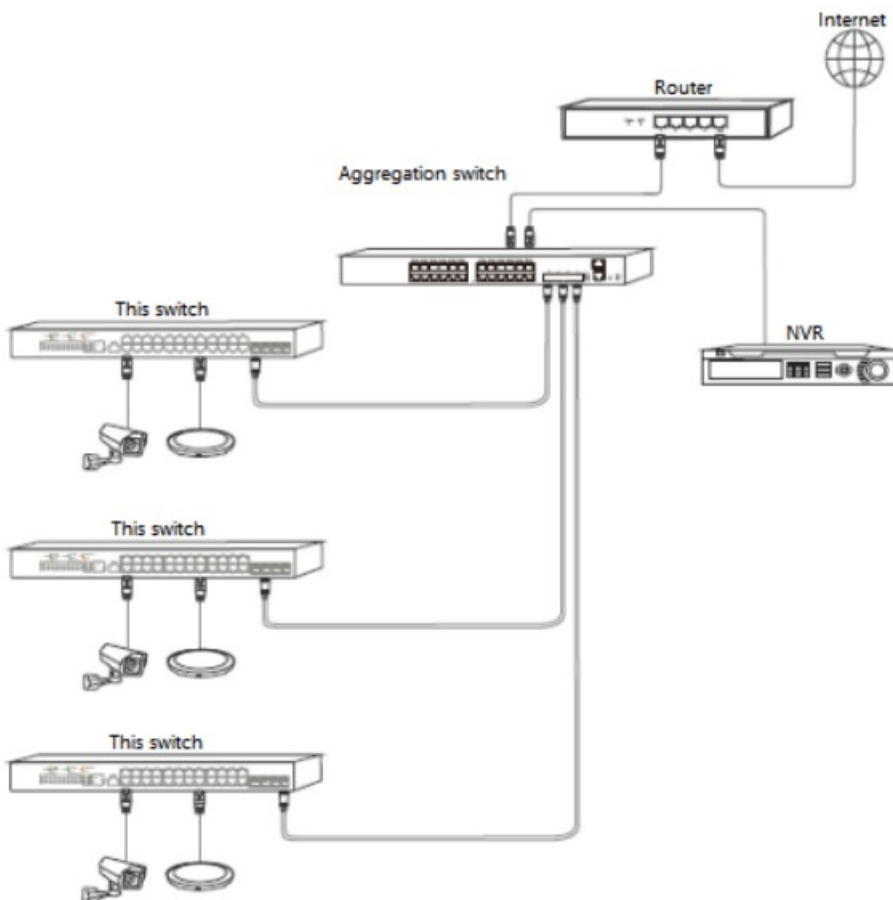 Internet
Router
Aggregation switch
This switch
NVR
This switch
This switch